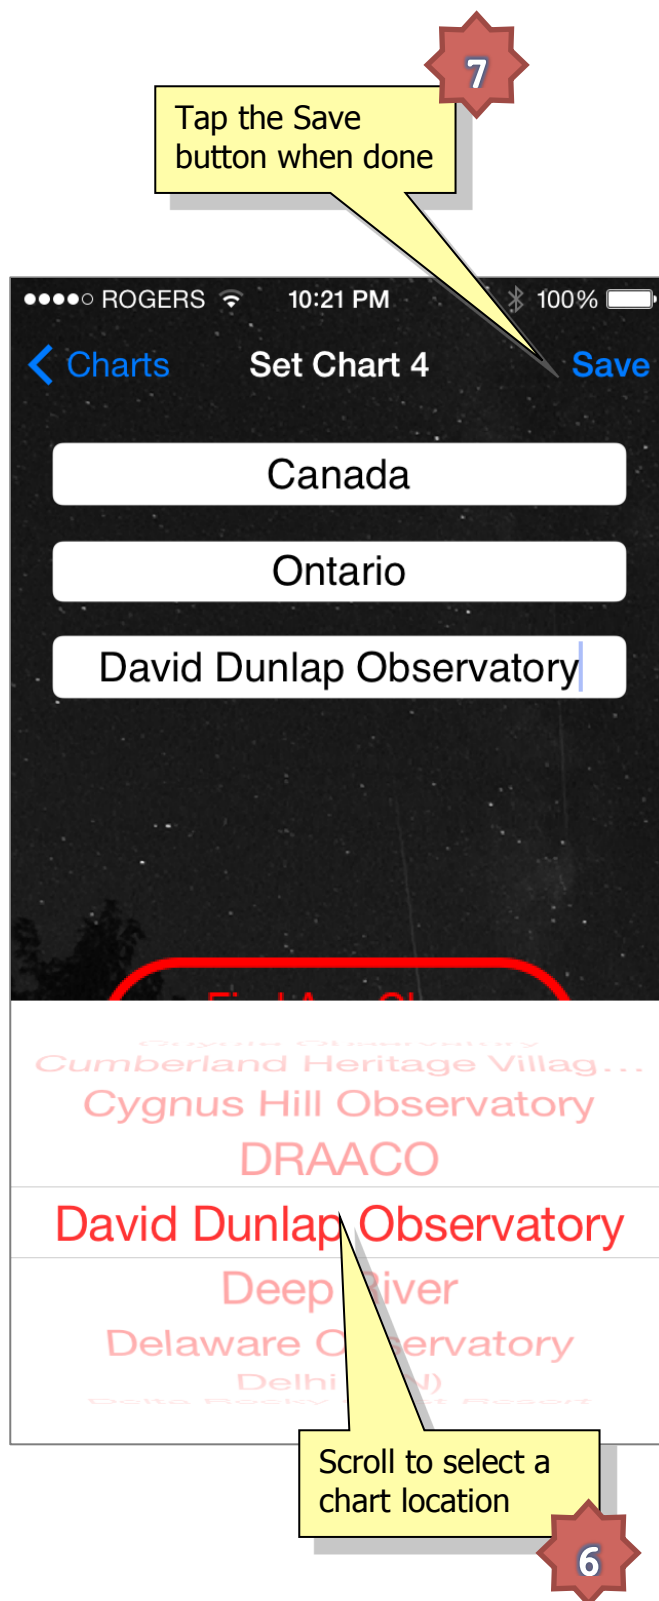 7
Tap the Save
button when done
ROGERS 10:21 PM 100%
Charts Set Chart 4 Save
Canada
Ontario
David Dunlap Observatory
Cumberland Heritage Villag...
Cygnus Hill Observatory
DRAACO
David Dunlap Observatory
Deep
Delaware
Delhi
Scroll to select a
chart location
6